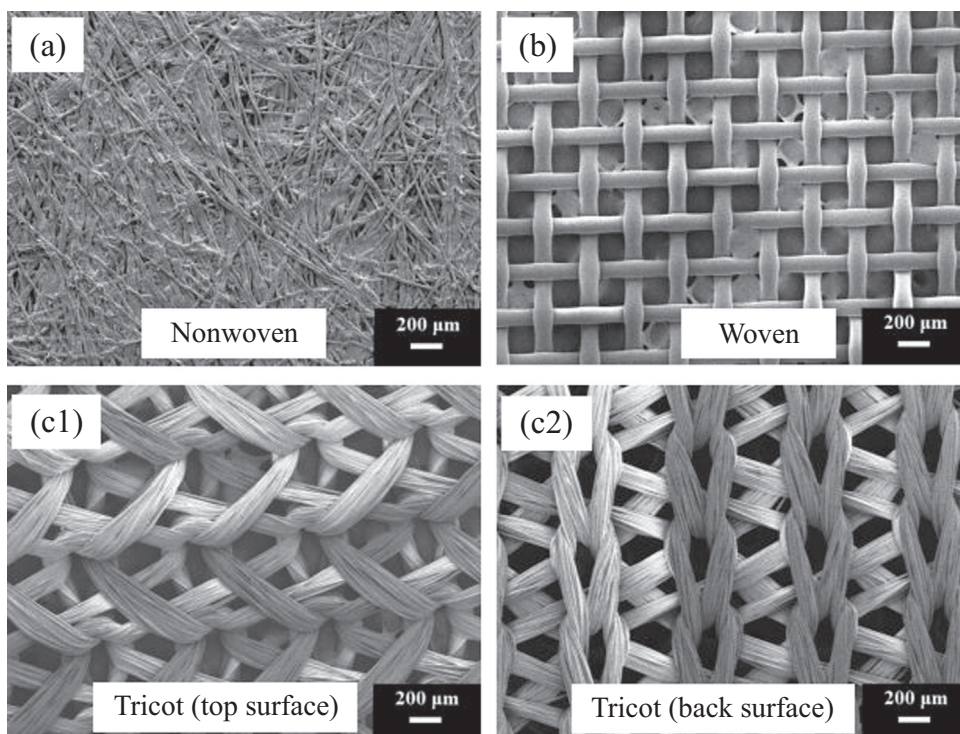 (a)
(b)
200 μm
Nonwoven
200 μm
Woven
(c1)
(c2)
200 μm
Tricot (top surface)
200 μm
Tricot (back surface)